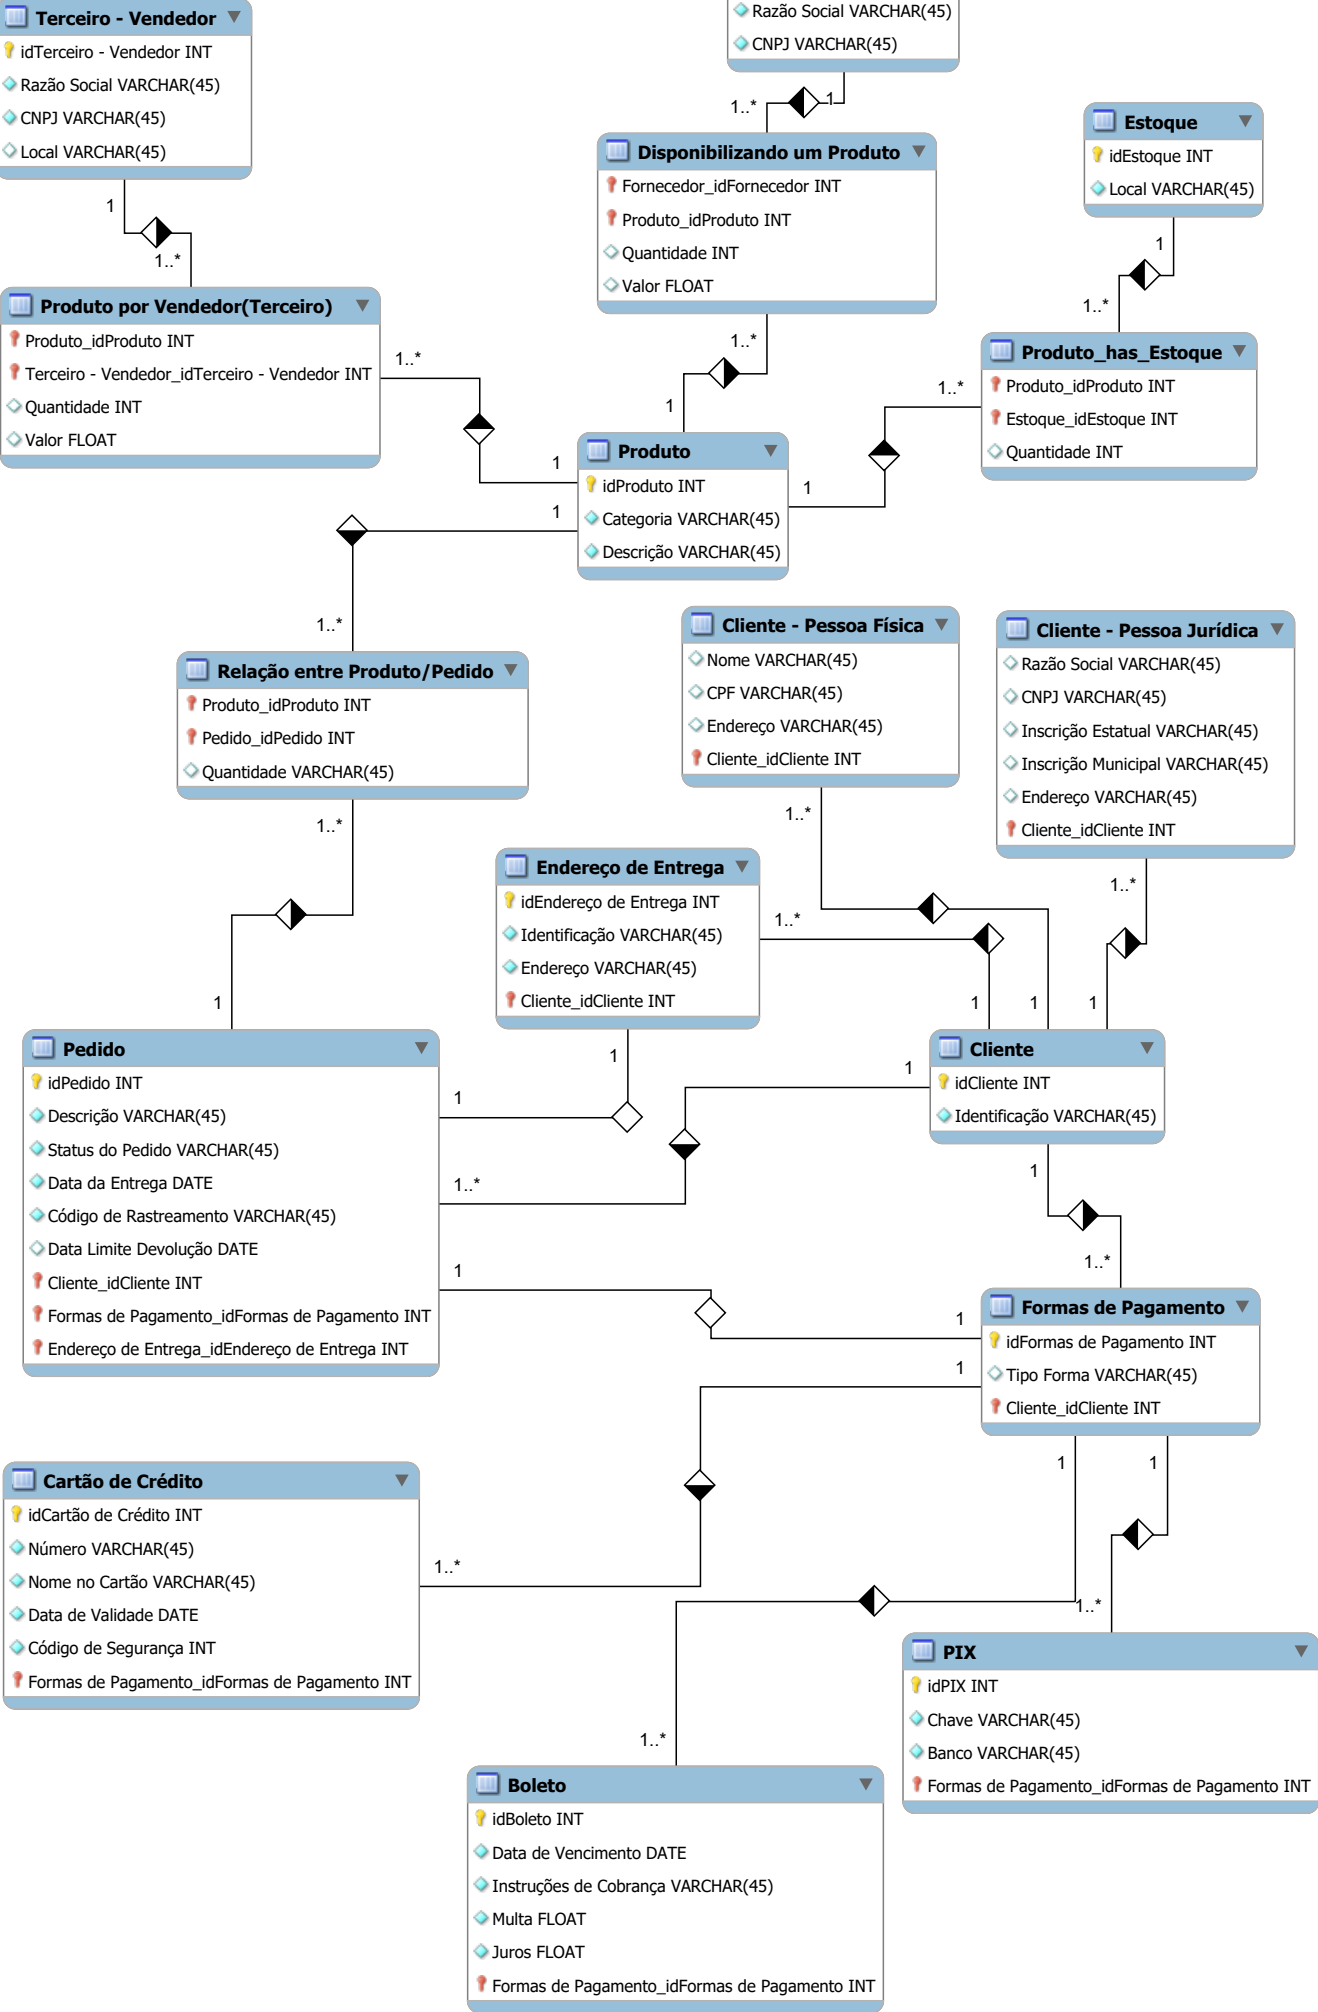 Terceiro - Vendedor
idTerceiro - Vendedor INT
Razão Social VARCHAR(45)
CNPJ VARCHAR(45)
Local VARCHAR(45)
Razão Social VARCHAR(45)
CNPJ VARCHAR(45)
1..*
1
Disponibilizando um Produto
Fornecedor_idFornecedor INT
Produto_idProduto INT
Quantidade INT
Valor FLOAT
Estoque
idEstoque INT
Local VARCHAR(45)
1
1..*
1
1..*
Produto por Vendedor(Terceiro)
Produto_idProduto INT
Terceiro - Vendedor_idTerceiro - Vendedor INT
Quantidade INT
Valor FLOAT
1..*
1
1..*
1
Produto_has_Estoque
Produto_idProduto INT
Estoque_idEstoque INT
Quantidade INT
1..*
1
Produto
idProduto INT
Categoria VARCHAR(45)
Descrição VARCHAR(45)
1
1..*
Relação entre Produto/Pedido
Produto_idProduto INT
Pedido_idPedido INT
Quantidade VARCHAR(45)
1..*
1
Cliente - Pessoa Física
Nome VARCHAR(45)
CPF VARCHAR(45)
Endereço VARCHAR(45)
Cliente_idCliente INT
1..*
1
Cliente - Pessoa Jurídica
Razão Social VARCHAR(45)
CNPJ VARCHAR(45)
Inscrição Estatual VARCHAR(45)
Inscrição Municipal VARCHAR(45)
Endereço VARCHAR(45)
Cliente_idCliente INT
1..*
1
Endereço de Entrega
idEndereço de Entrega INT
Identificação VARCHAR(45)
Endereço VARCHAR(45)
Cliente_idCliente INT
1..*
1
1
1
Pedido
idPedido INT
Descrição VARCHAR(45)
Status do Pedido VARCHAR(45)
Data da Entrega DATE
Código de Rastreamento VARCHAR(45)
Data Limite Devolução DATE
Cliente_idCliente INT
Formas de Pagamento_idFormas de Pagamento INT
Endereço de Entrega_idEndereço de Entrega INT
1
1..*
Cliente
idCliente INT
Identificação VARCHAR(45)
1
1..*
1
1
Formas de Pagamento
idFormas de Pagamento INT
Tipo Forma VARCHAR(45)
Cliente_idCliente INT
1
1..*
Cartão de Crédito
idCartão de Crédito INT
Número VARCHAR(45)
Nome no Cartão VARCHAR(45)
Data de Validade DATE
Código de Segurança INT
Formas de Pagamento_idFormas de Pagamento INT
1
1
1..*
PIX
idPIX INT
Chave VARCHAR(45)
Banco VARCHAR(45)
Formas de Pagamento_idFormas de Pagamento INT
1..*
Boleto
idBoleto INT
Data de Vencimento DATE
Instruções de Cobrança VARCHAR(45)
Multa FLOAT
Juros FLOAT
Formas de Pagamento_idFormas de Pagamento INT